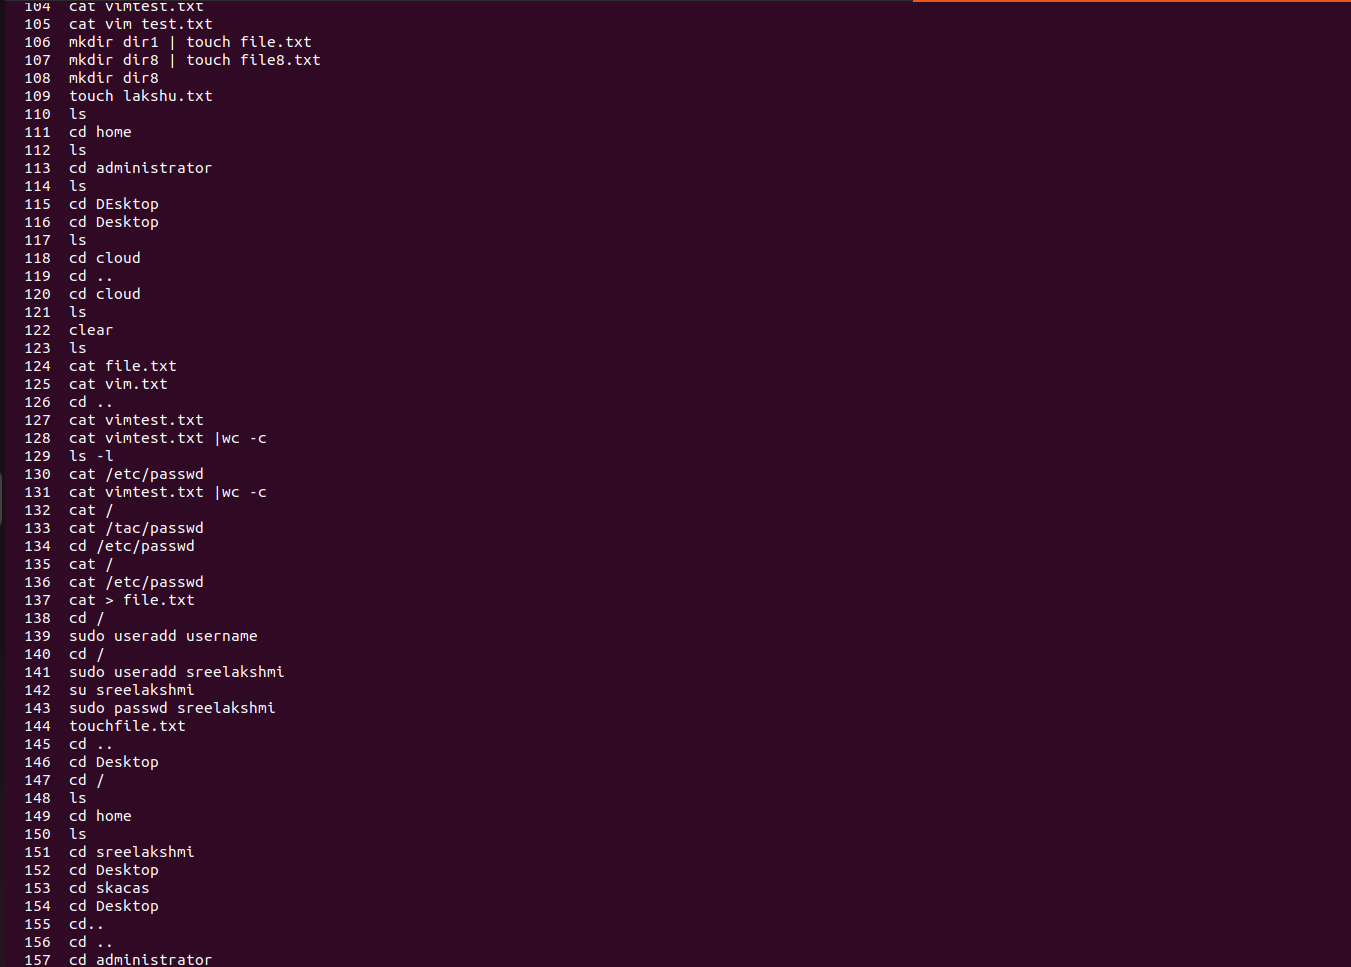 104 cat vimtest.txt
105 cat vim test.txt
106 mkdir dir1 | touch file.txt
107 mkdir dir8 | touch file8.txt
108 mkdir dir8
109 touch lakshu.txt
110 ls
111 cd home
112 ls
113 cd administrator
114 ls
115 cd DEsktop
116 cd Desktop
117 ls
118 cd cloud
119 cd ..
120 cd cloud
121 ls
122 clear
123 ls
124 cat file.txt
125 cat vim.txt
126 cd ..
127 cat vimtest.txt
128 cat vimtest.txt |wc -c
129 ls -l
130 cat /etc/passwd
131 cat vimtest.txt |wc -c
132 cat /
133 cat /tac/passwd
134 cd /etc/passwd
135 cat /
136 cat /etc/passwd
137 cat > file.txt
138 cd /
139 sudo useradd username
140 cd /
141 sudo useradd sreelakshmi
142 su sreelakshmi
143 sudo passwd sreelakshmi
144 touchfile.txt
145 cd ..
146 cd Desktop
147 cd /
148 ls
149 cd home
150 ls
151 cd sreelakshmi
152 cd Desktop
153 cd skacas
154 cd Desktop
155 cd..
156 cd ..
157 cd administrator